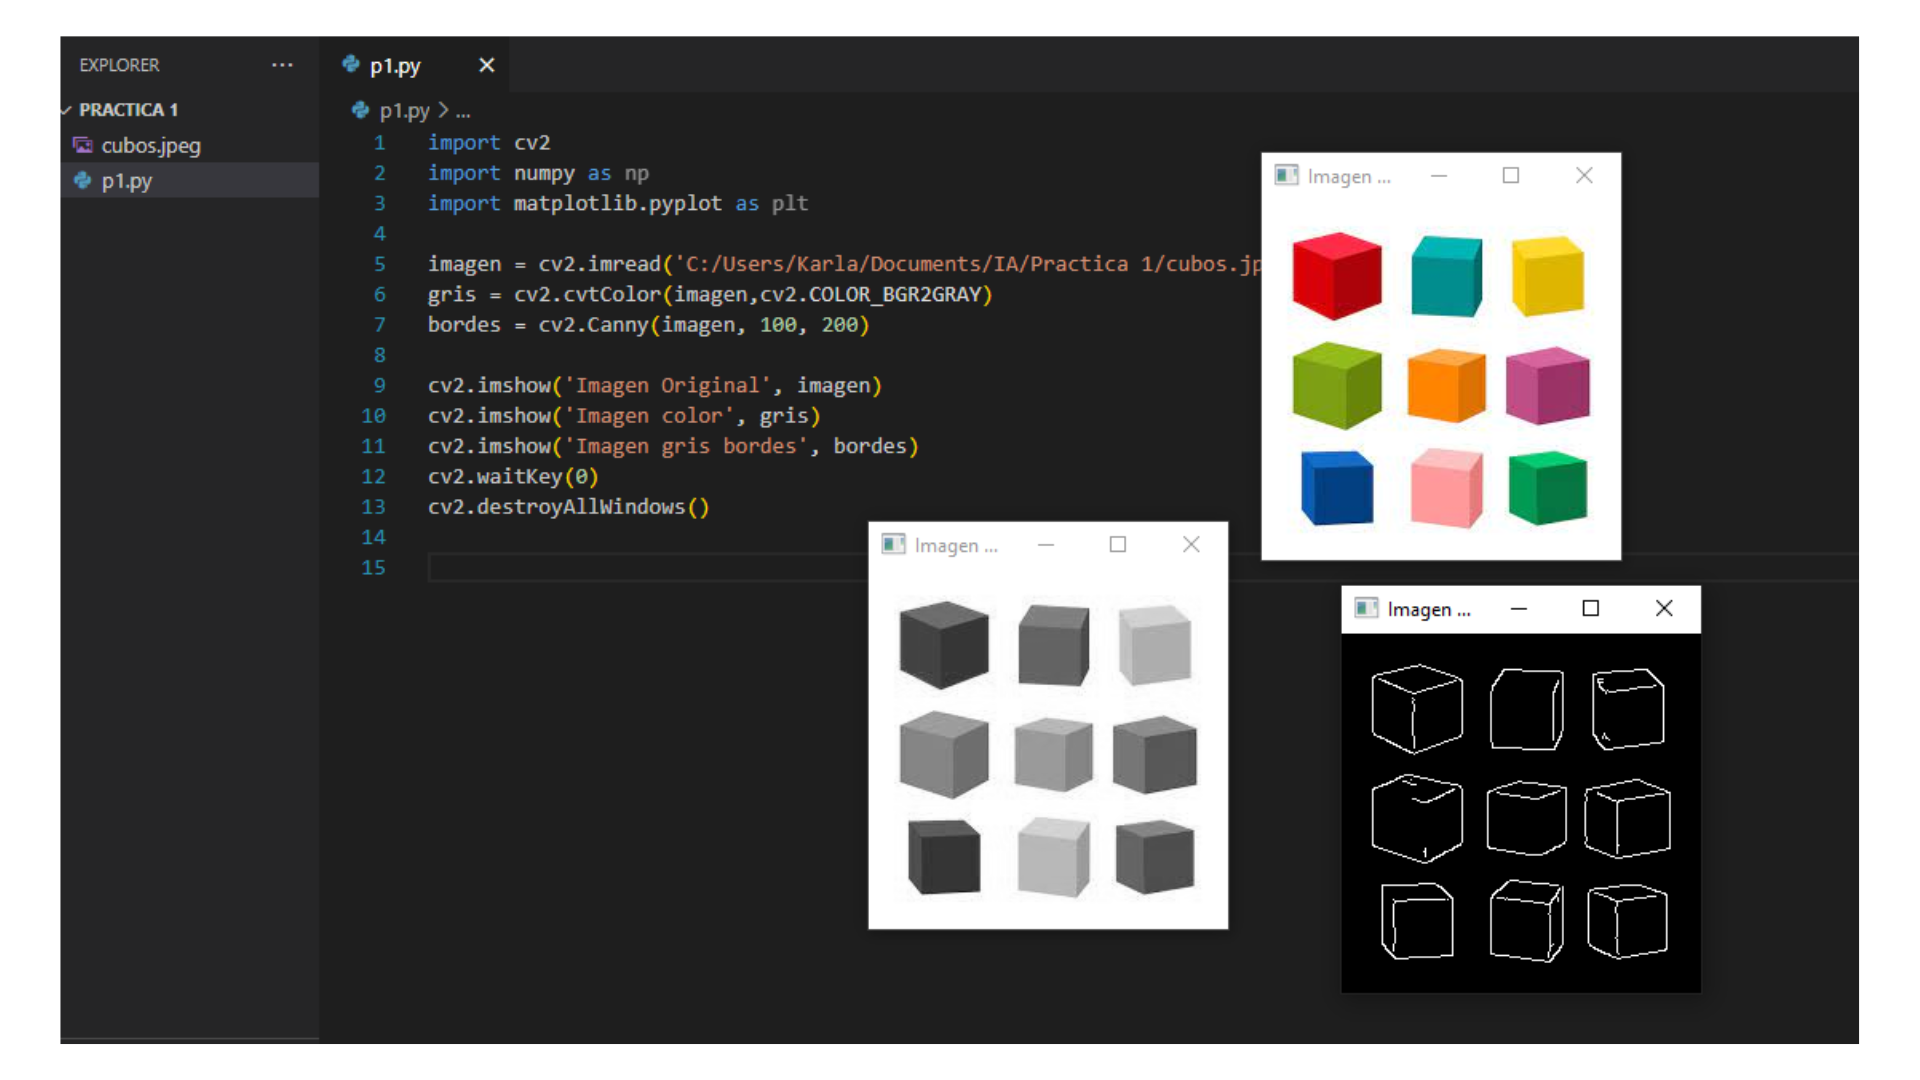 EXPLORER ...
PRACTICA 1
cubos.jpeg
p1.py
p1.py
p1.py > ...
1 import cv2
2 import numpy as np
3 import matplotlib.pyplot as plt
4
5 imagen = cv2.imread('C:/Users/Karla/Documents/IA/Practica 1/cubos.jp
6 gris = cv2.cvtColor(imagen,cv2.COLOR_BGR2GRAY)
7 bordes = cv2.Canny(imagen, 100, 200)
8
9 cv2.imshow('Imagen Original', imagen)
10 cv2.imshow('Imagen color', gris)
11 cv2.imshow('Imagen gris bordes', bordes)
12 cv2.waitKey(0)
13 cv2.destroyAllWindows()
14
15
Imagen ...
Imagen ...
Imagen ...